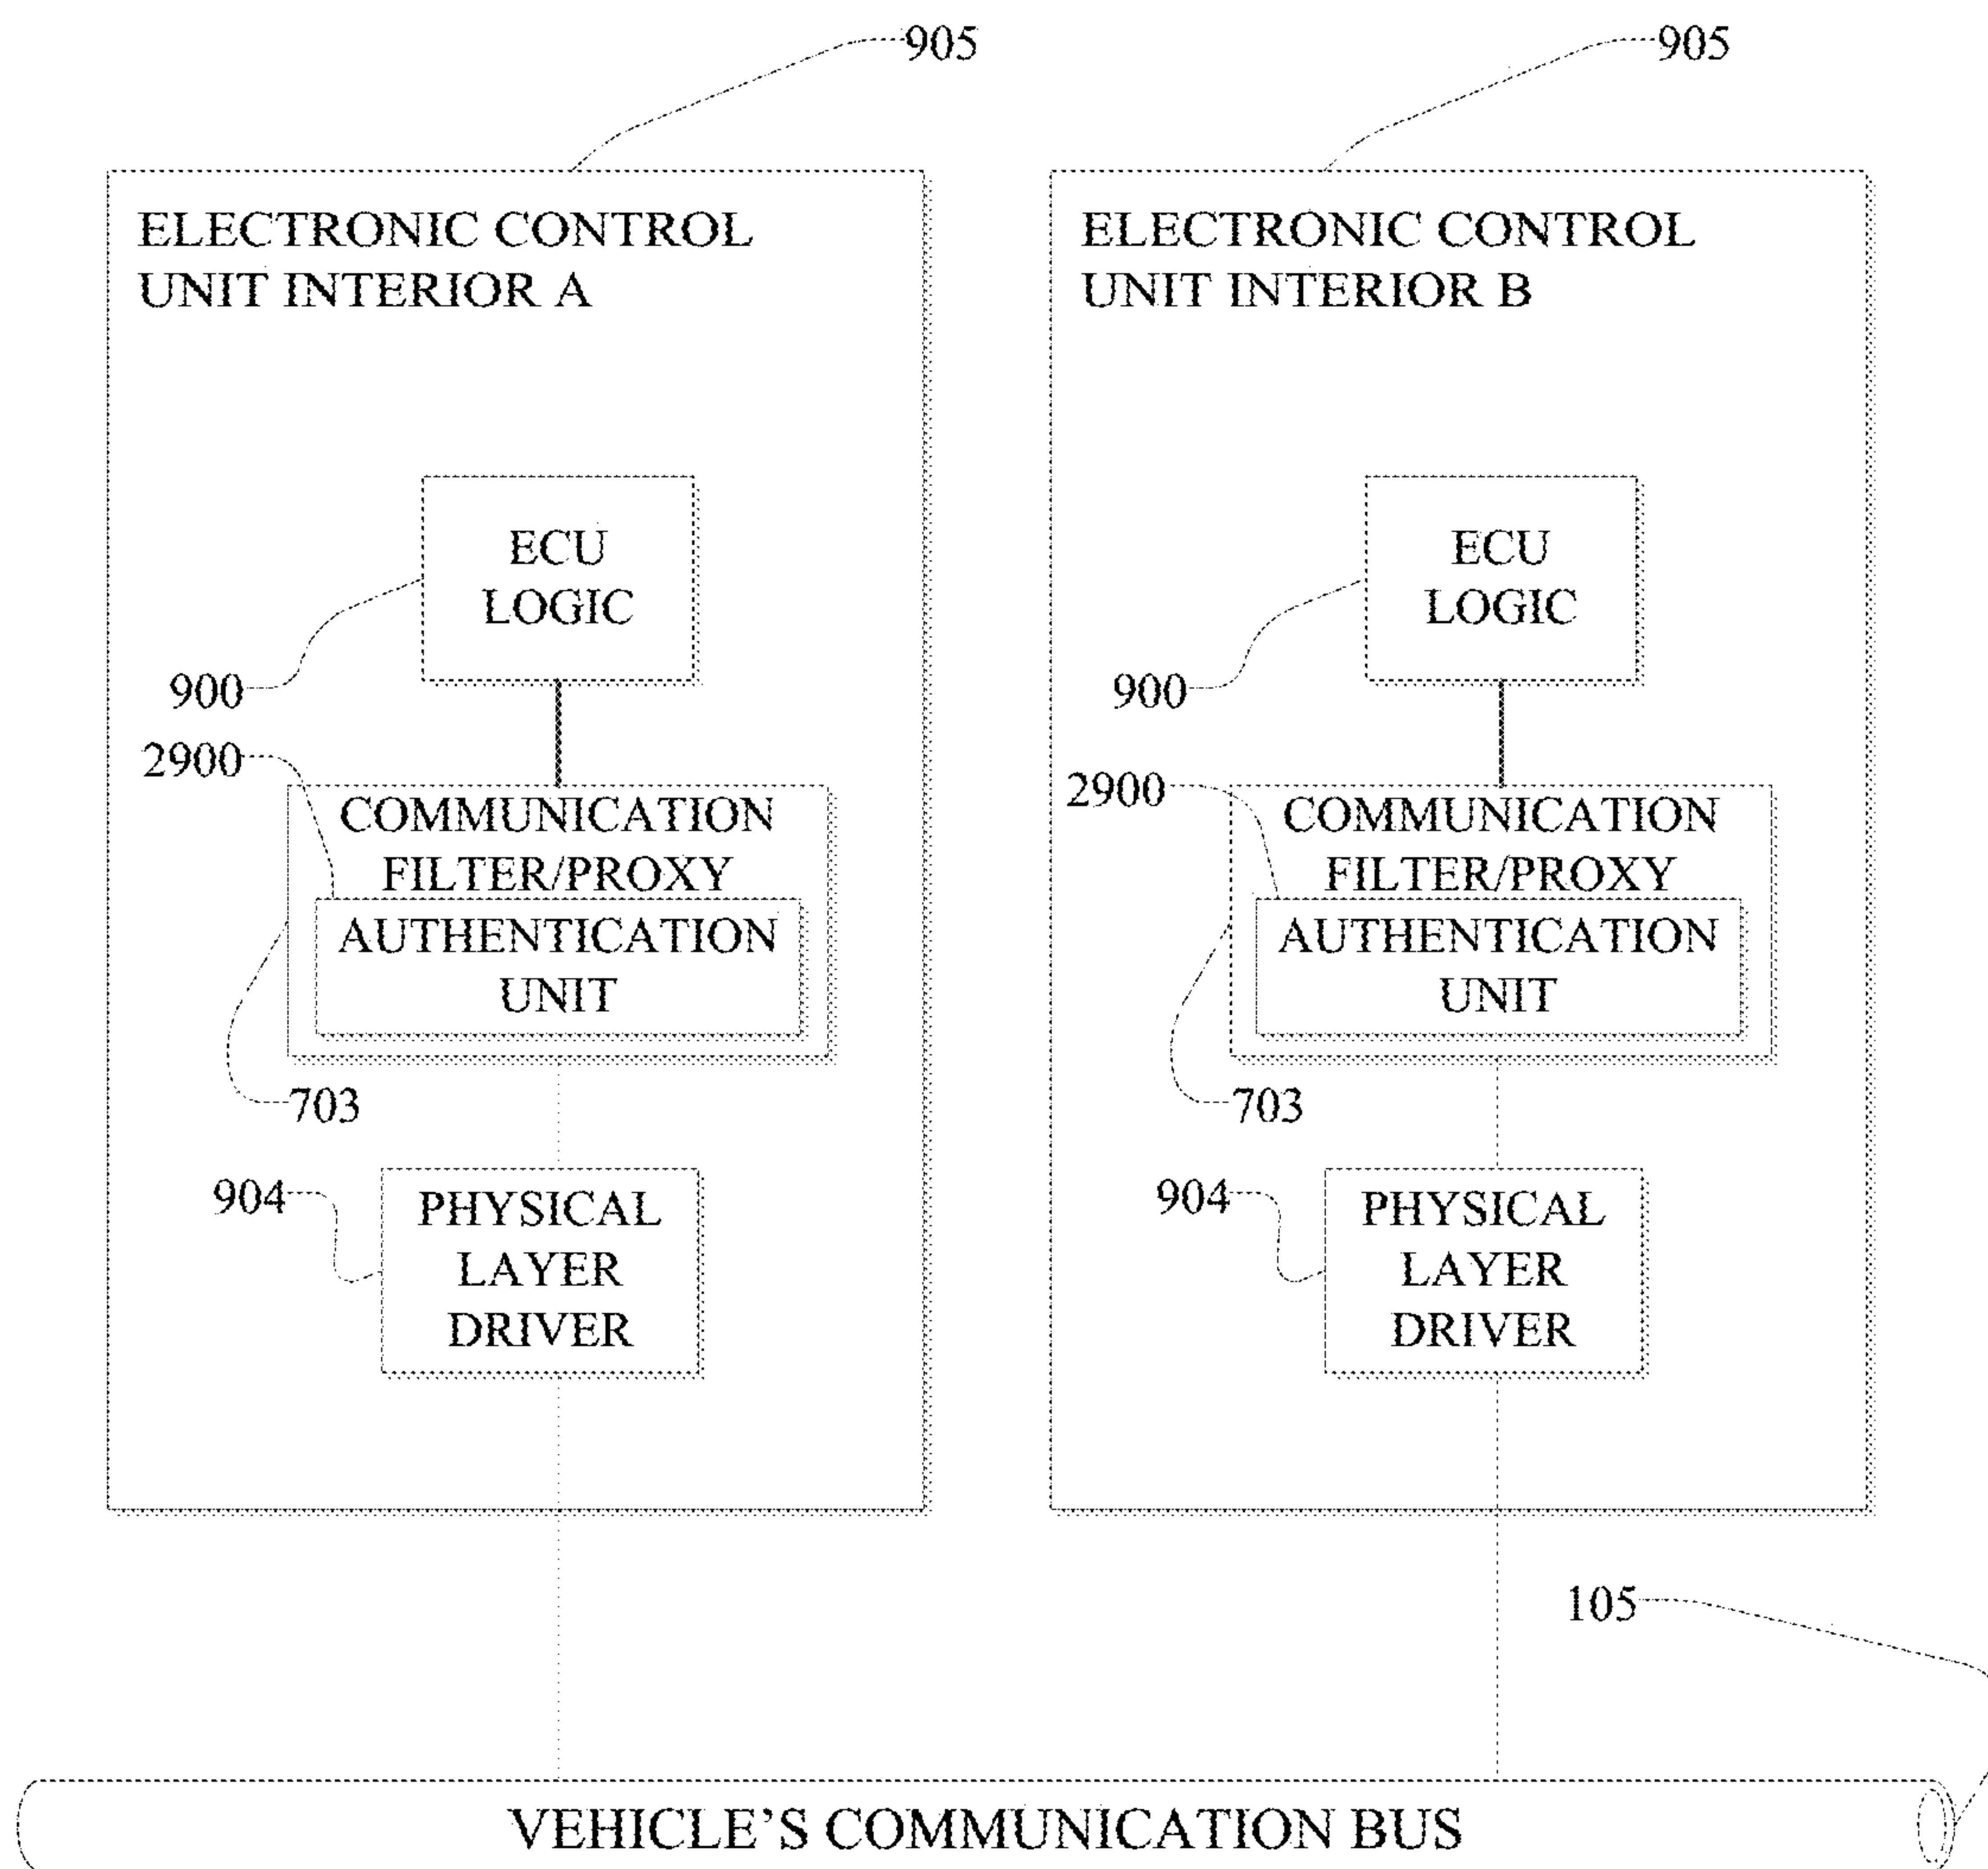 905
905
ELECTRONIC CONTROL
UNIT INTERIOR A
ELECTRONIC CONTROL
UNIT INTERIOR B
ECU
LOGIC
ECU
LOGIC
900
900
2900
2900
COMMUNICATION
FILTER/PROXY
AUTHENTICATION
UNIT
COMMUNICATION
FILTER/PROXY
AUTHENTICATION
UNIT
703
703
904
904
PHYSICAL
LAYER
DRIVER
PHYSICAL
LAYER
DRIVER
105
VEHICLE'S COMMUNICATION BUS